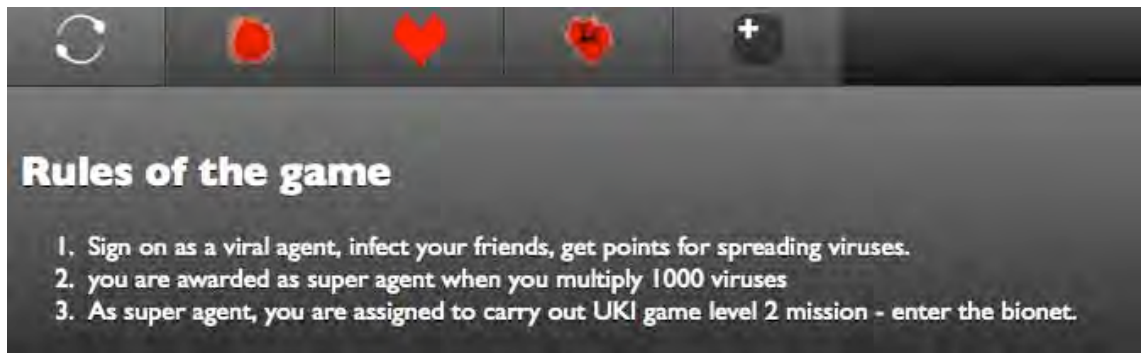 Rules of the game
1. Sign on as a viral agent, infect your friends, get points for spreading viruses.
2. you are awarded as super agent when you multiply 1000 viruses
3. As super agent, you are assigned to carry out UKI game level 2 mission - enter the bionet.